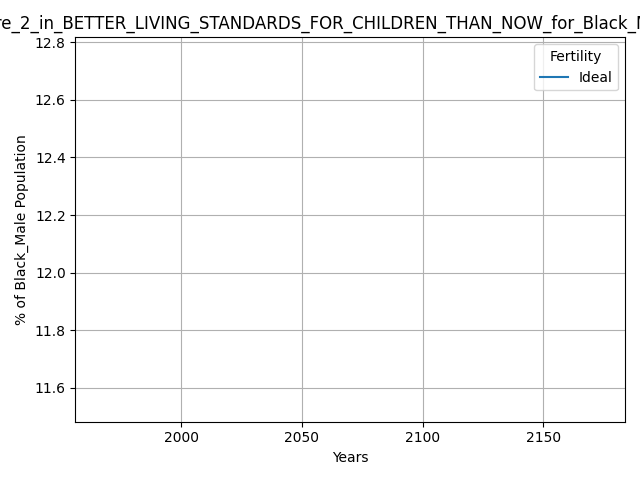 re_2_in_BETTER_LIVING_STANDARDS_FOR_CHILDREN_THAN_NOW_for_Black_M
12.8
12.6
12.4
12.2
12.0
11.8
11.6
% of Black_Male Population
Fertility
Ideal
2000 2050 2100 2150
Years